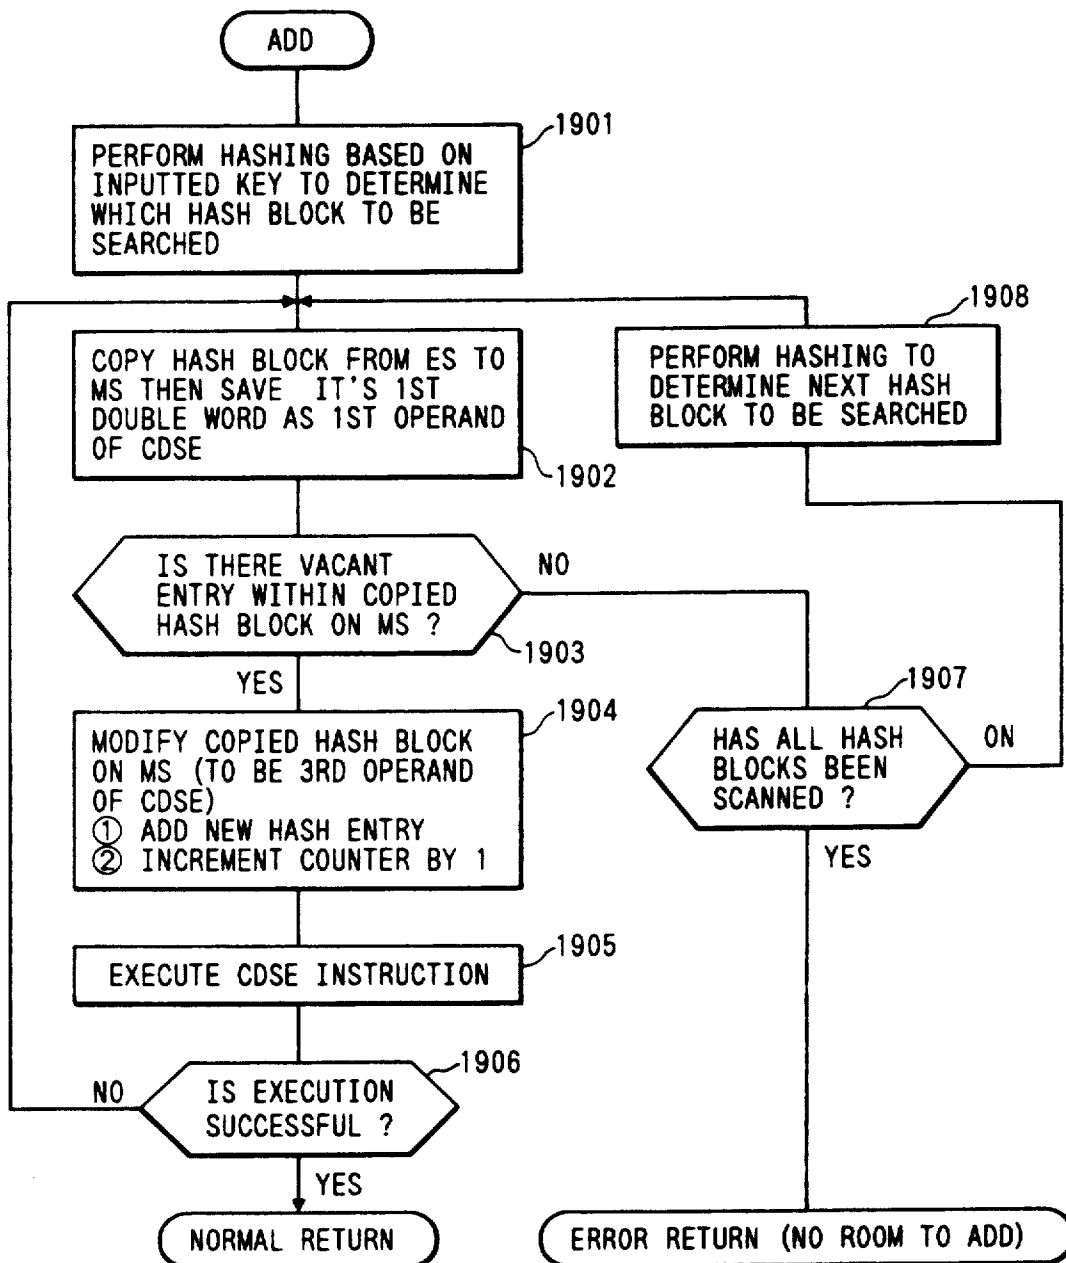 ADD
1901
PERFORM HASHING BASED ON
INPUTTED KEY TO DETERMINE
WHICH HASH BLOCK TO BE
SEARCHED
1908
COPY HASH BLOCK FROM ES TO
MS THEN SAVE IT'S 1ST
DOUBLE WORD AS 1ST OPERAND
OF CDSE
1902
PERFORM HASHING TO
DETERMINE NEXT HASH
BLOCK TO BE SEARCHED
IS THERE VACANT
ENTRY WITHIN COPIED
HASH BLOCK ON MS ?
NO
1903
YES
1904
MODIFY COPIED HASH BLOCK
ON MS (TO BE 3RD OPERAND
OF CDSE)
① ADD NEW HASH ENTRY
② INCREMENT COUNTER BY 1
1907
HAS ALL HASH
BLOCKS BEEN
SCANNED ?
ON
YES
1905
EXECUTE CDSE INSTRUCTION
1906
NO
IS EXECUTION
SUCCESSFUL ?
YES
NORMAL RETURN
ERROR RETURN (NO ROOM TO ADD)